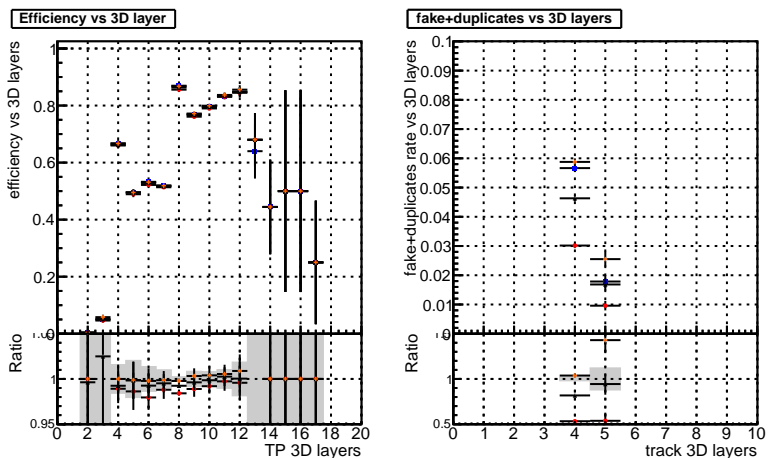 Efficiency vs 3D layer
efficiency vs 3D layers
1
0.8
0.6
0.4
0.2
0
Ratio
1
0.95
0 2 4 6 8 10 12 14 16 18 20
TP 3D layers
fake+duplicates vs 3D layers
fake+duplicates rate vs 3D layers
0.1
0.09
0.08
0.07
0.06
0.05
0.04
0.03
0.02
0.01
0
Ratio
1
0.5
0 1 2 3 4 5 6 7 8 9 10
track 3D layers